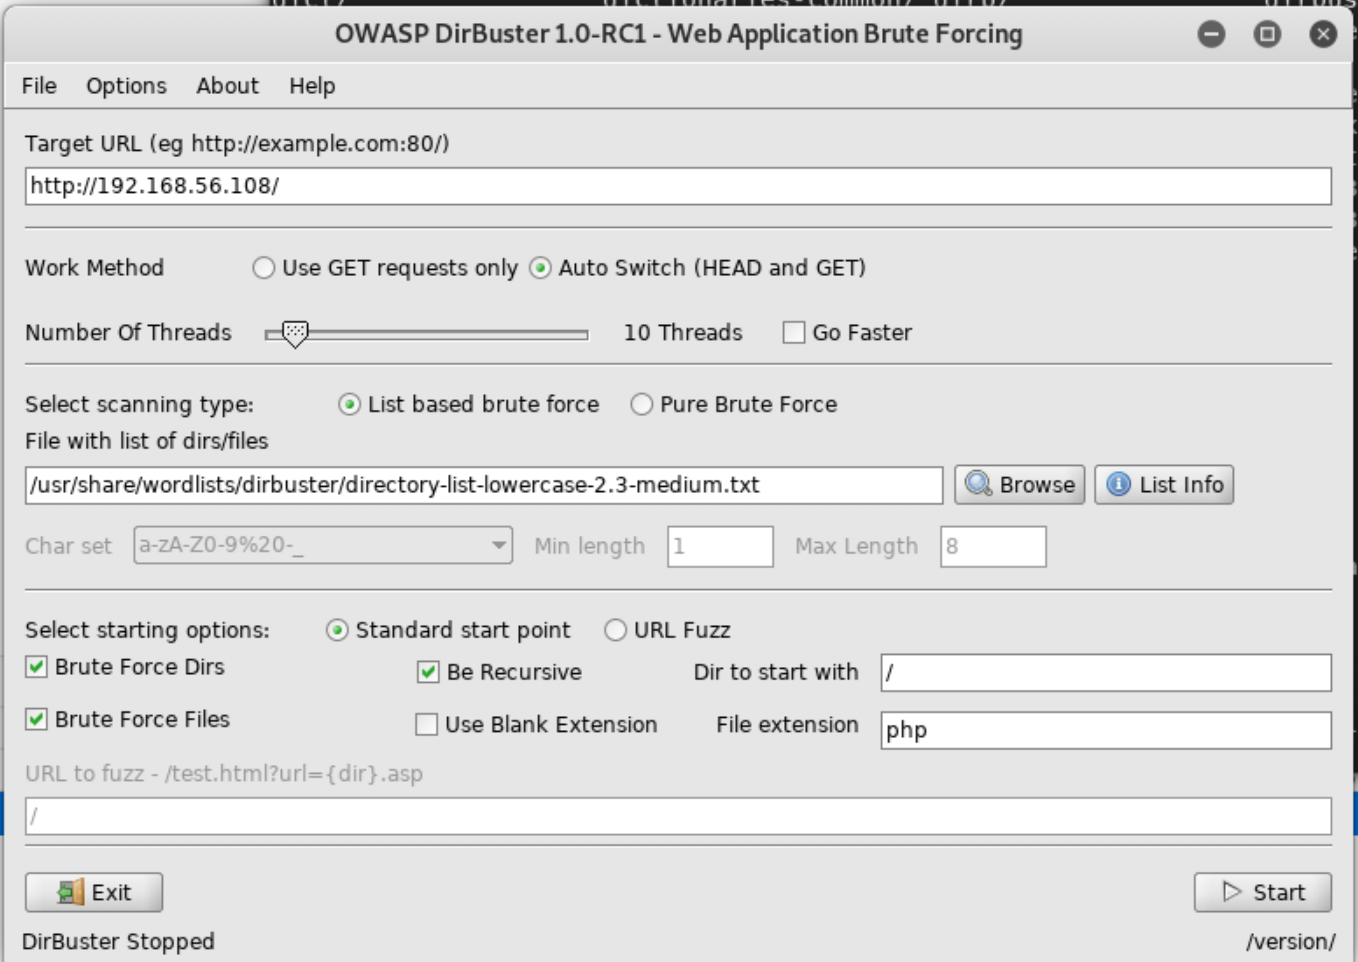 OWASP DirBuster 1.0-RC1 - Web Application Brute Forcing
File Options About Help
Target URL (eg http://example.com:80/)
http://192.168.56.108/
Work Method Use GET requests only Auto Switch (HEAD and GET)
Number Of Threads 10 Threads Go Faster
Select scanning type: List based brute force Pure Brute Force
File with list of dirs/files
/usr/share/wordlists/dirbuster/directory-list-lowercase-2.3-medium.txt Browse List Info
Char set a-zA-Z0-9%20-_ Min length 1 Max Length 8
Select starting options: Standard start point URL Fuzz
Brute Force Dirs Be Recursive Dir to start with /
Brute Force Files Use Blank Extension File extension php
URL to fuzz - /test.html?url={dir}.asp
/
Exit Start
DirBuster Stopped /version/